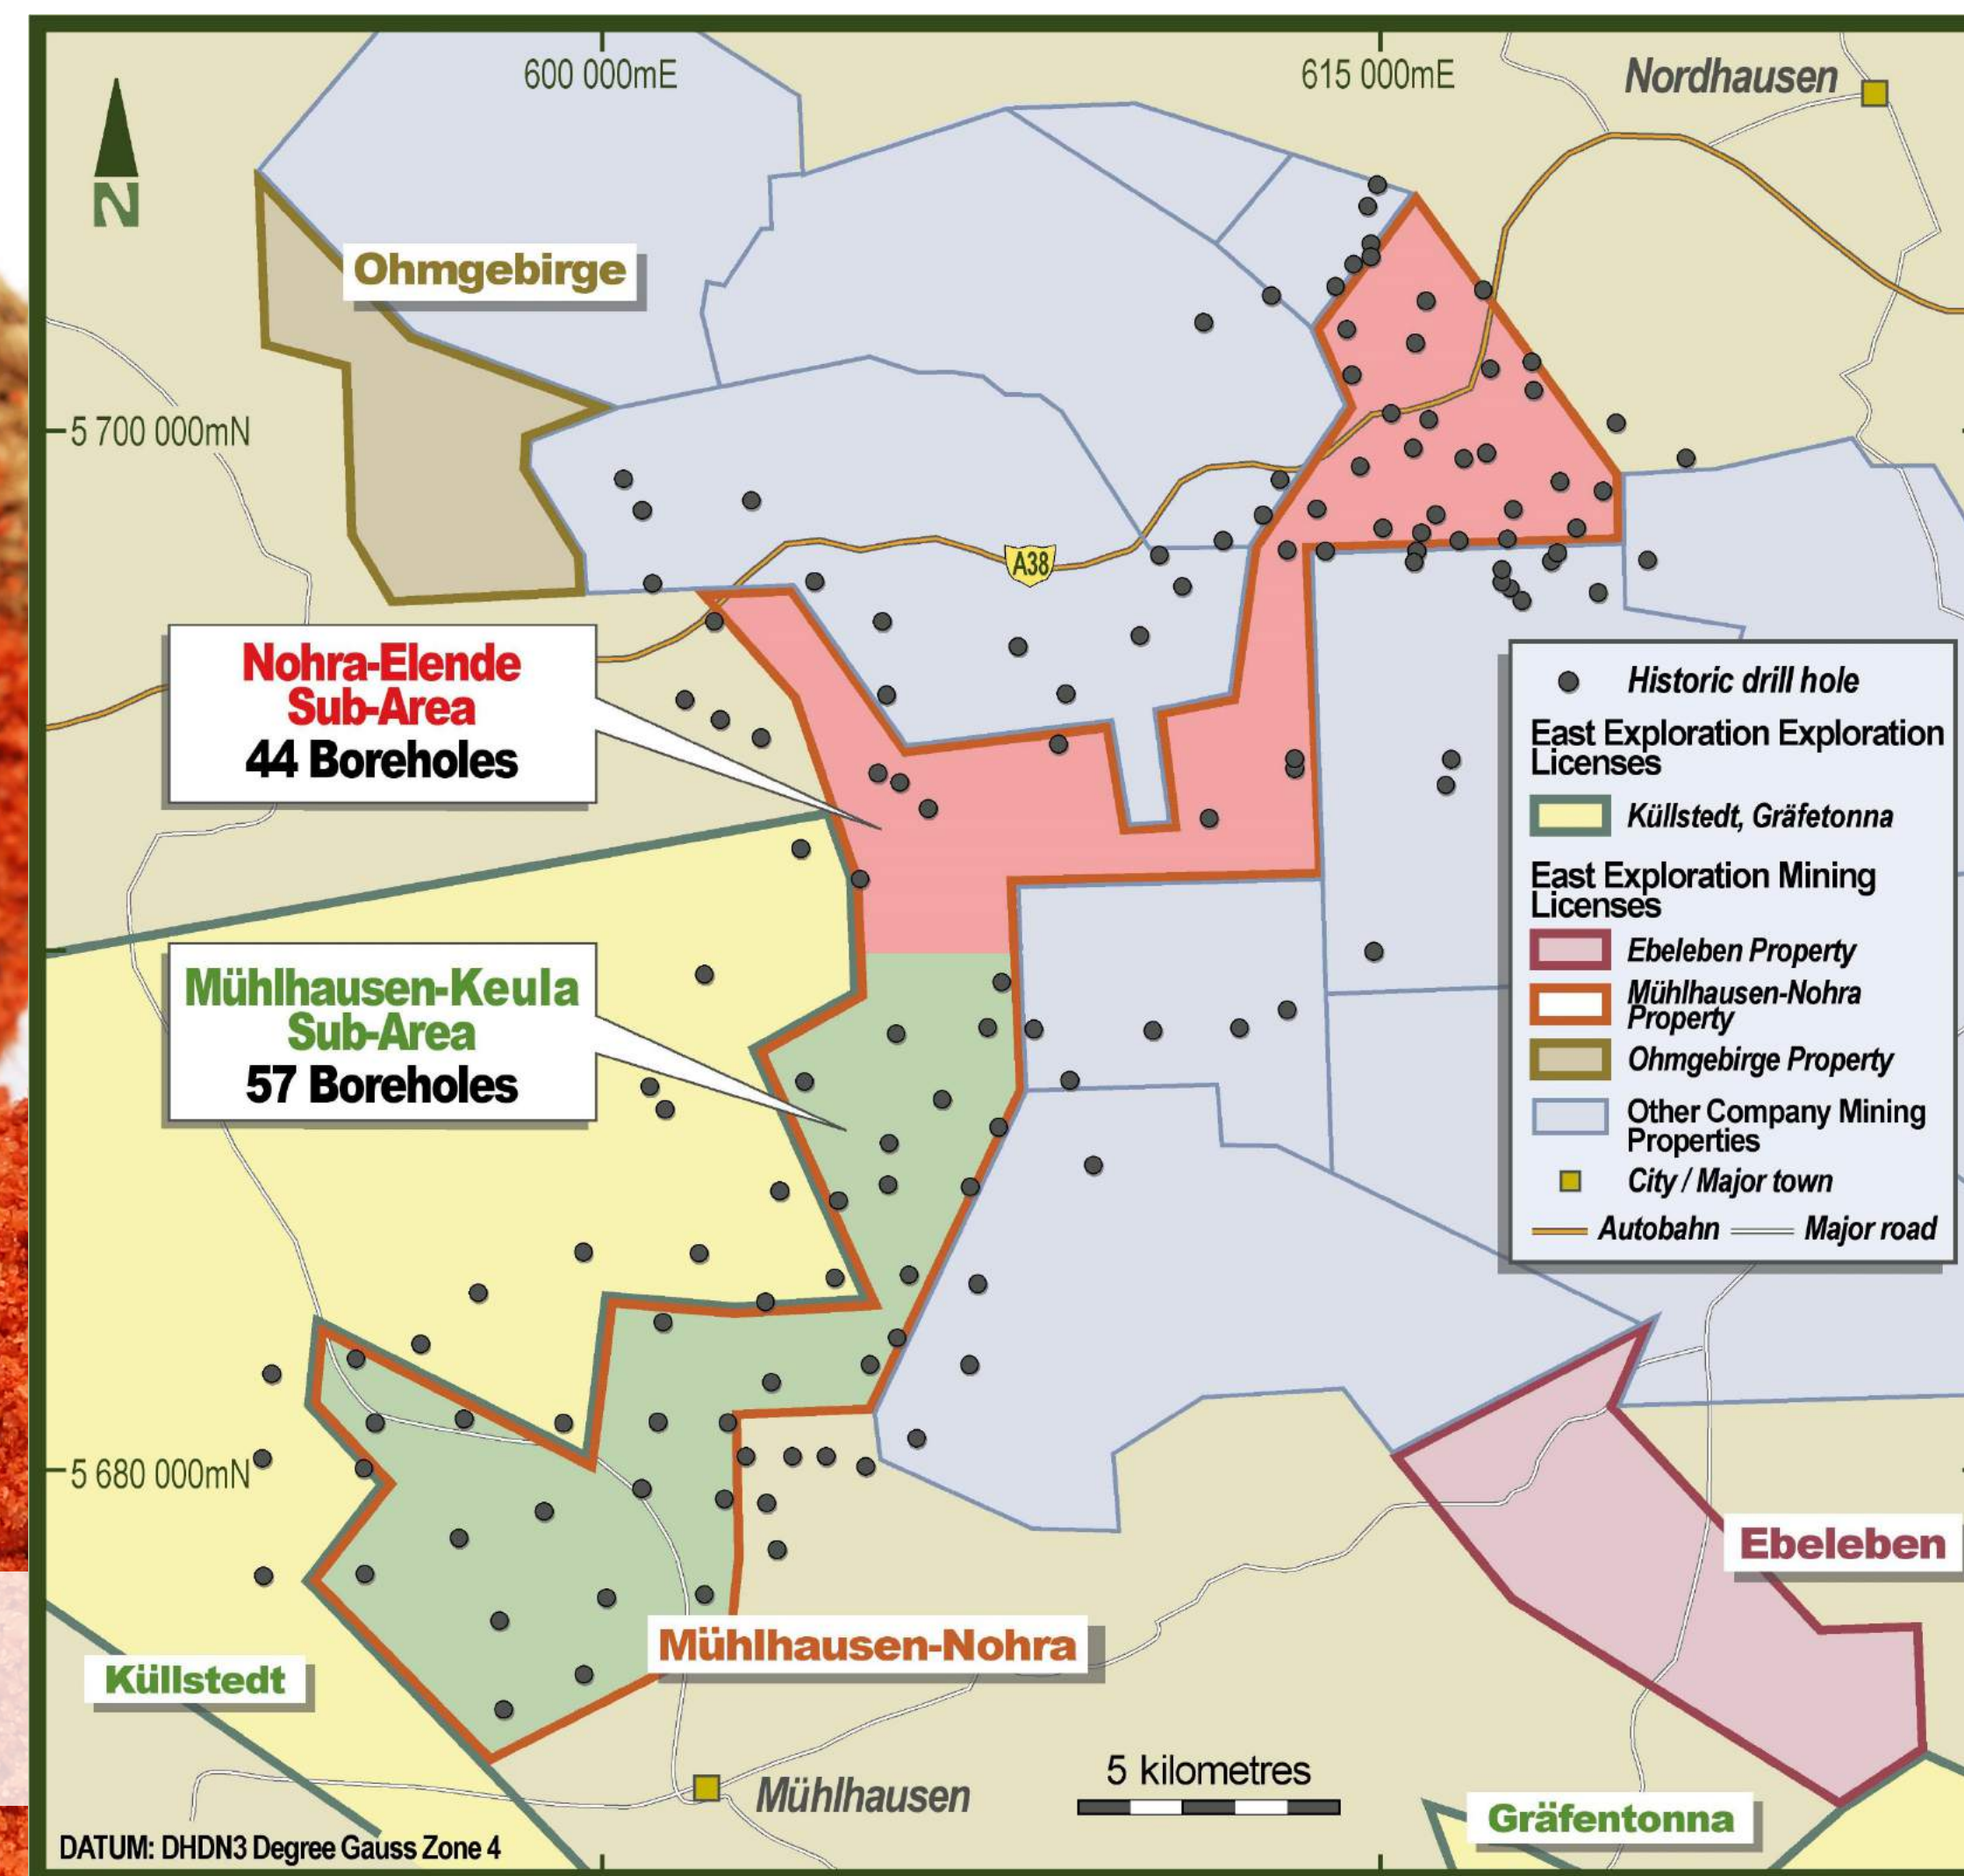 600 000mE
615 000mE
Nordhausen
N
Ohmgebirge
5 700 000mN
A38
Nohra-Elende
Sub-Area
44 Boreholes
Mühlhausen-Keula
Sub-Area
57 Boreholes
Historic drill hole
East Exploration Exploration
Licenses
Küllstedt, Gräfetonna
East Exploration Mining
Licenses
Ebeleben Property
Mühlhausen-Nohra
Property
Ohmgebirge Property
Other Company Mining
Properties
City / Major town
Autobahn
Major road
5 680 000mN
Ebeleben
Mühlhausen-Nohra
Küllstedt
5 kilometres
Mühlhausen
Gräfentonna
DATUM: DHDN3 Degree Gauss Zone 4